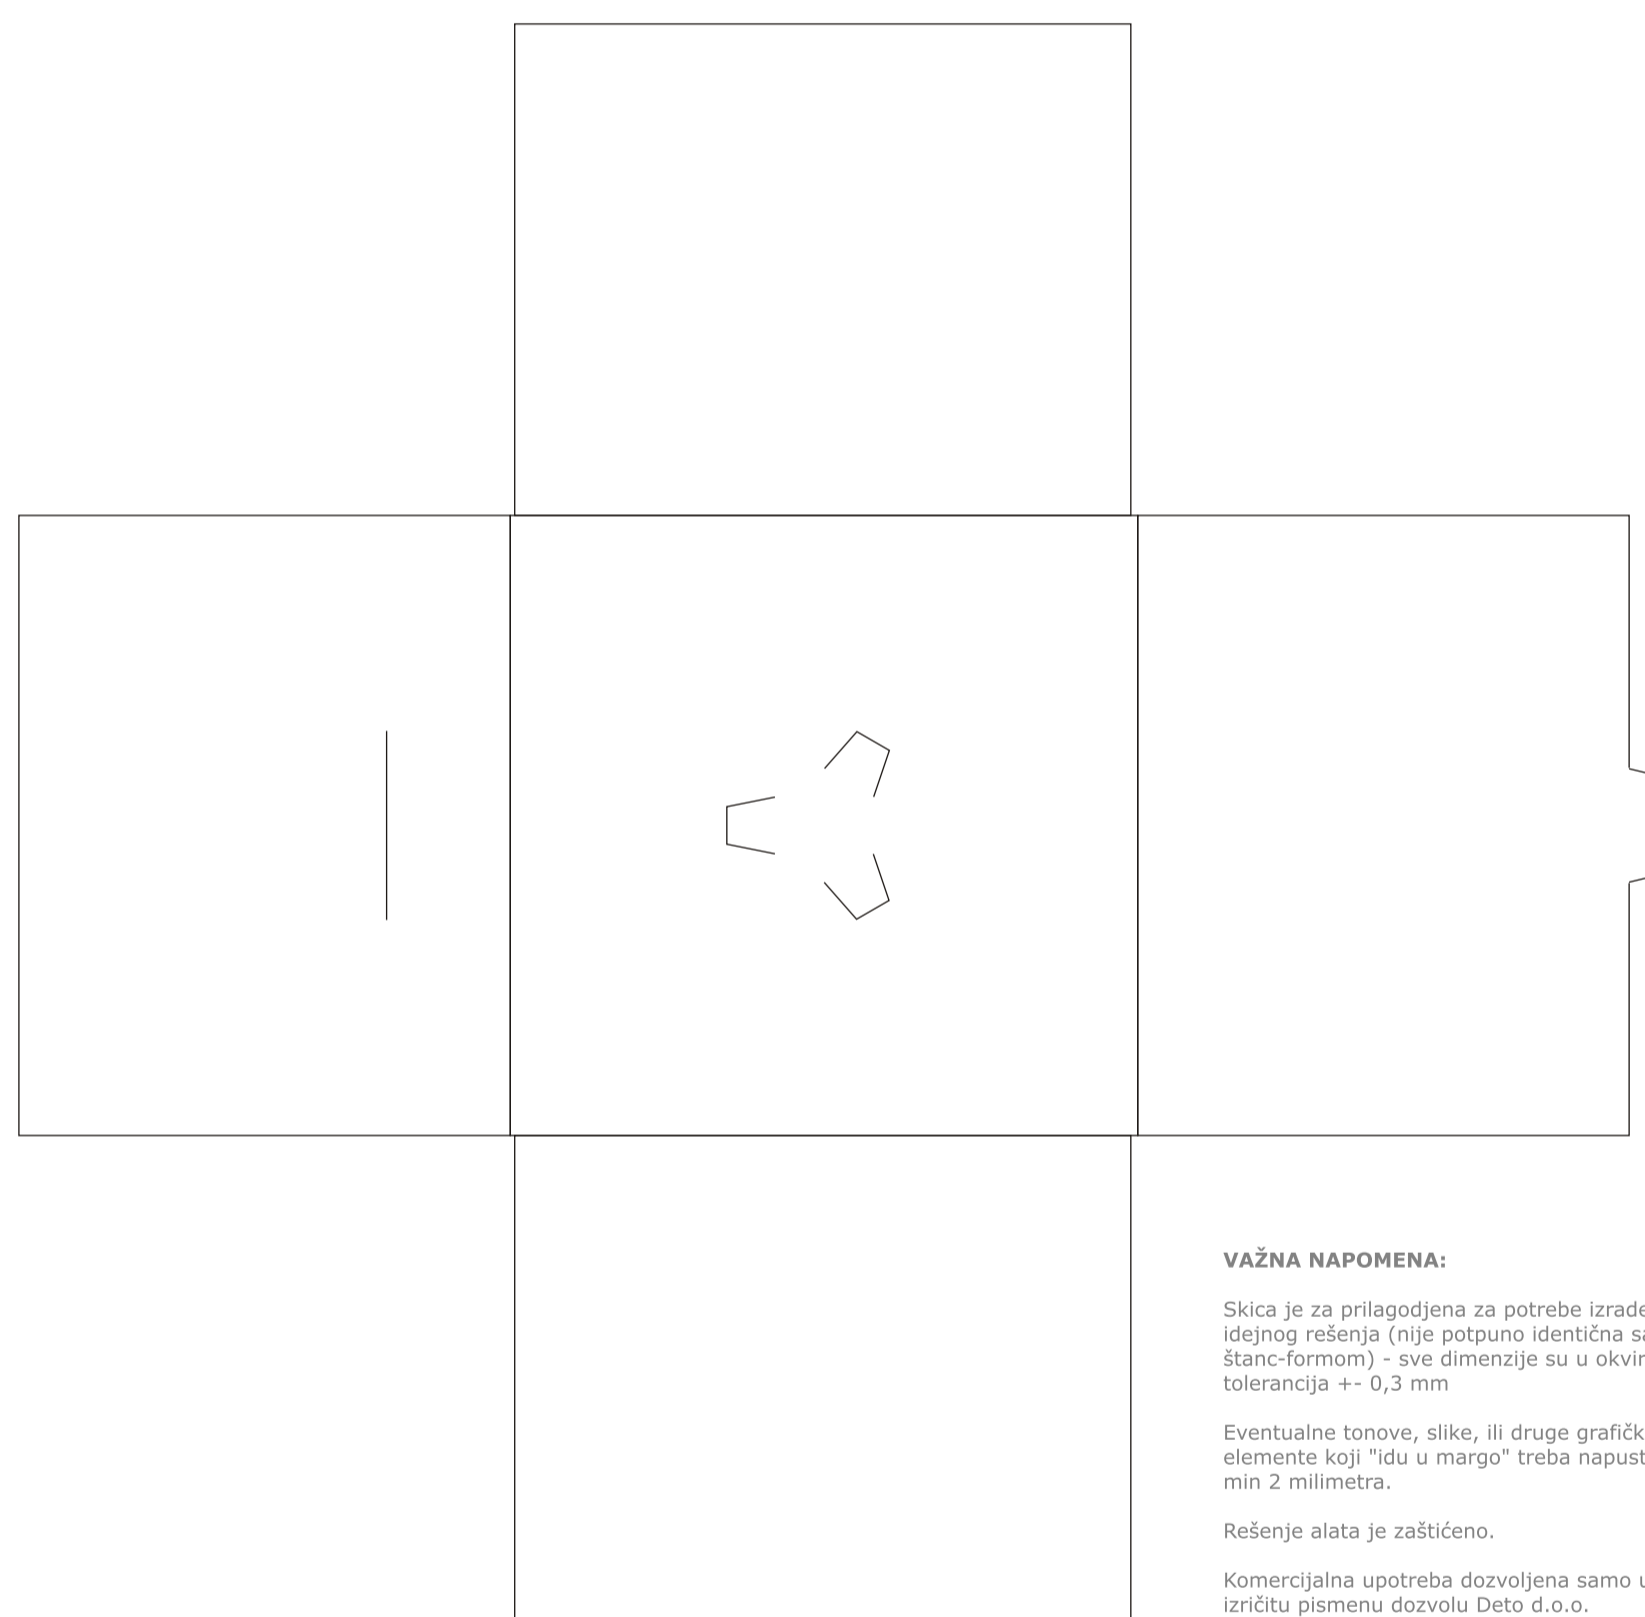 VAŽNA NAPOMENA:
Skica je za prilagodjena za potrebe izrade
idejnog rešenja (nije potpuno identična sa
štanc-formom) - sve dimenzije su u okvir
tolerancija +- 0,3 mm
Eventualne tonove, slike, ili druge grafičk
elemente koji "idu u margo" treba napust
min 2 milimetra.
Rešenje alata je zaštićeno.
Komercijalna upotreba dozvoljena samo u
izričitu pismenu dozvolu Deto d.o.o.